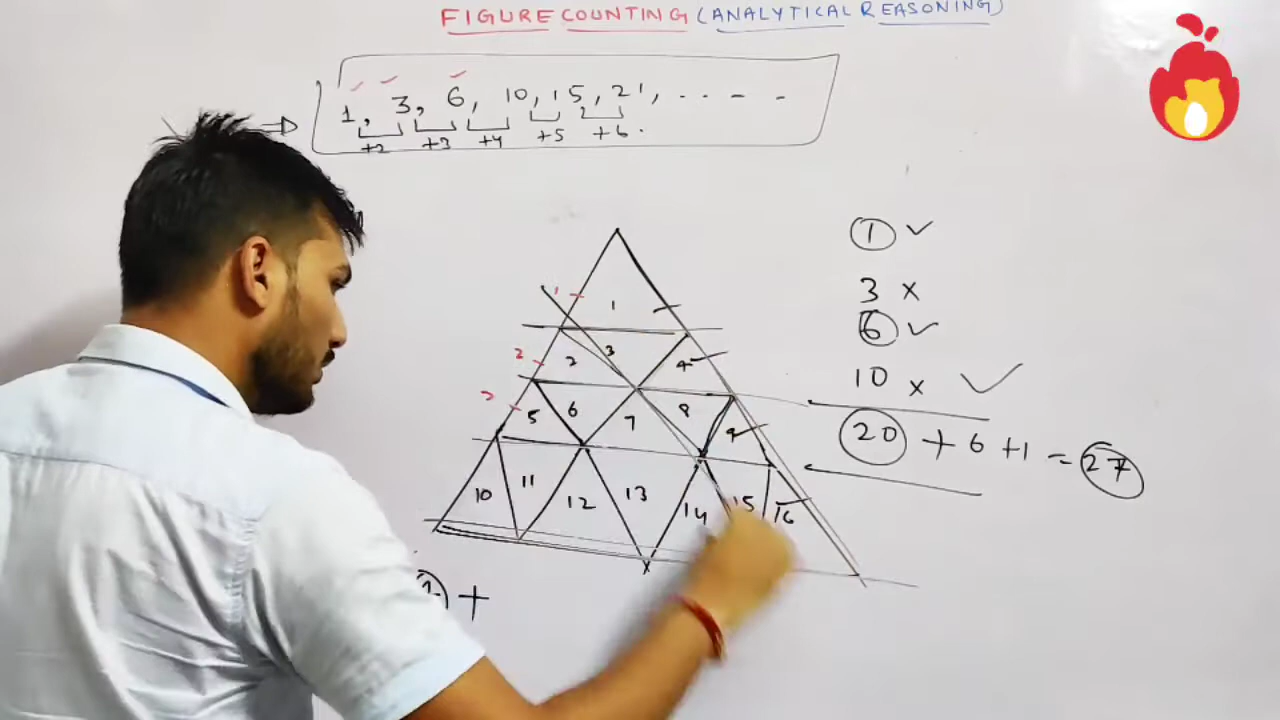 FIGURE COUNTING (ANALYTICAL REASONING)
1, 3, 6, 10, 15, 21, . . - -
+2 +3 +4 +5 +6.
1 ✓
3 ×
6 ✓
10 × ✓
20 + 6 + 1 = 27
1
1
2
2 3 4
5 6 7 8 9
10 11 12 13 14 15 16
+